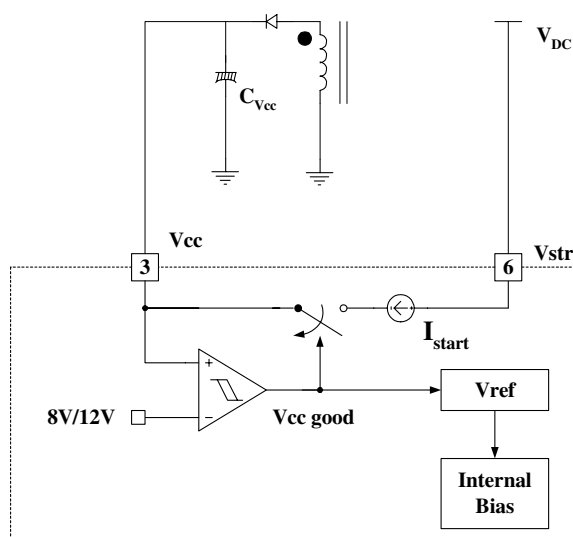 V_DC
C_Vcc
Vcc
Vstr
3
6
I_start
+
8V/12V
−
Vcc good
Vref
Internal
Bias